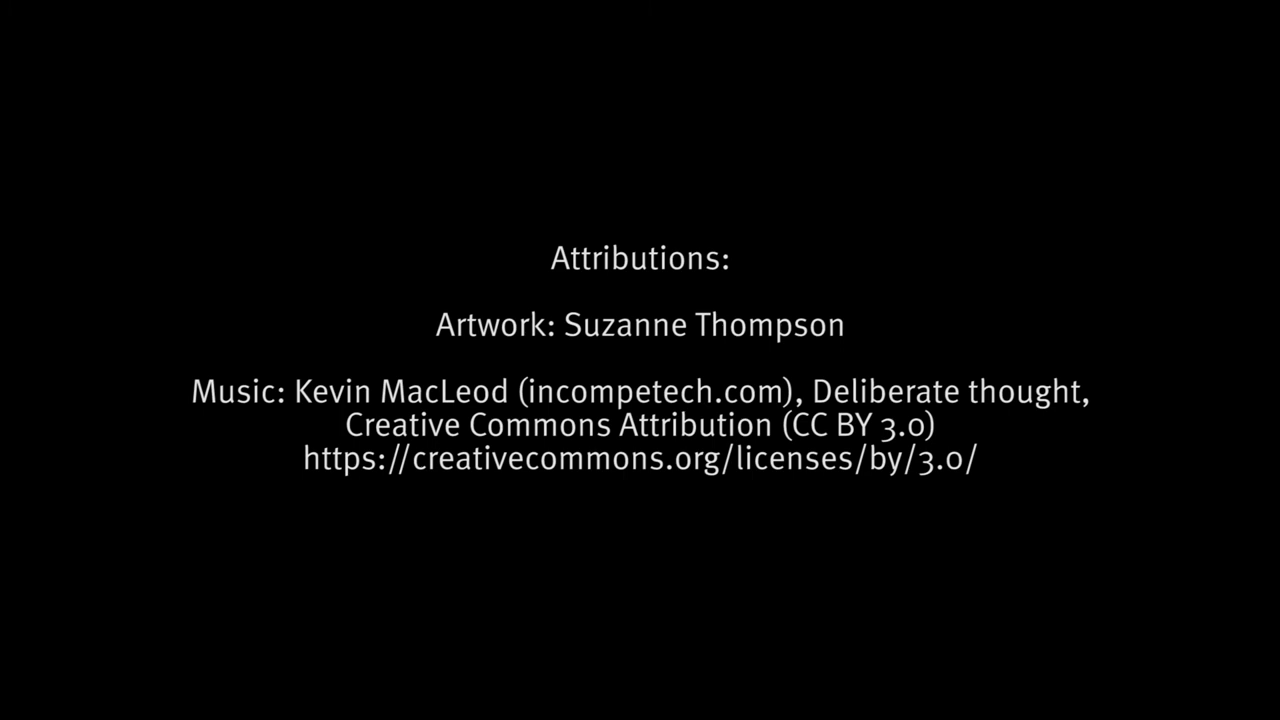 Attributions:
Artwork: Suzanne Thompson
Music: Kevin MacLeod (incompetech.com), Deliberate thought,
Creative Commons Attribution (CC BY 3.0)
https://creativecommons.org/licenses/by/3.0/